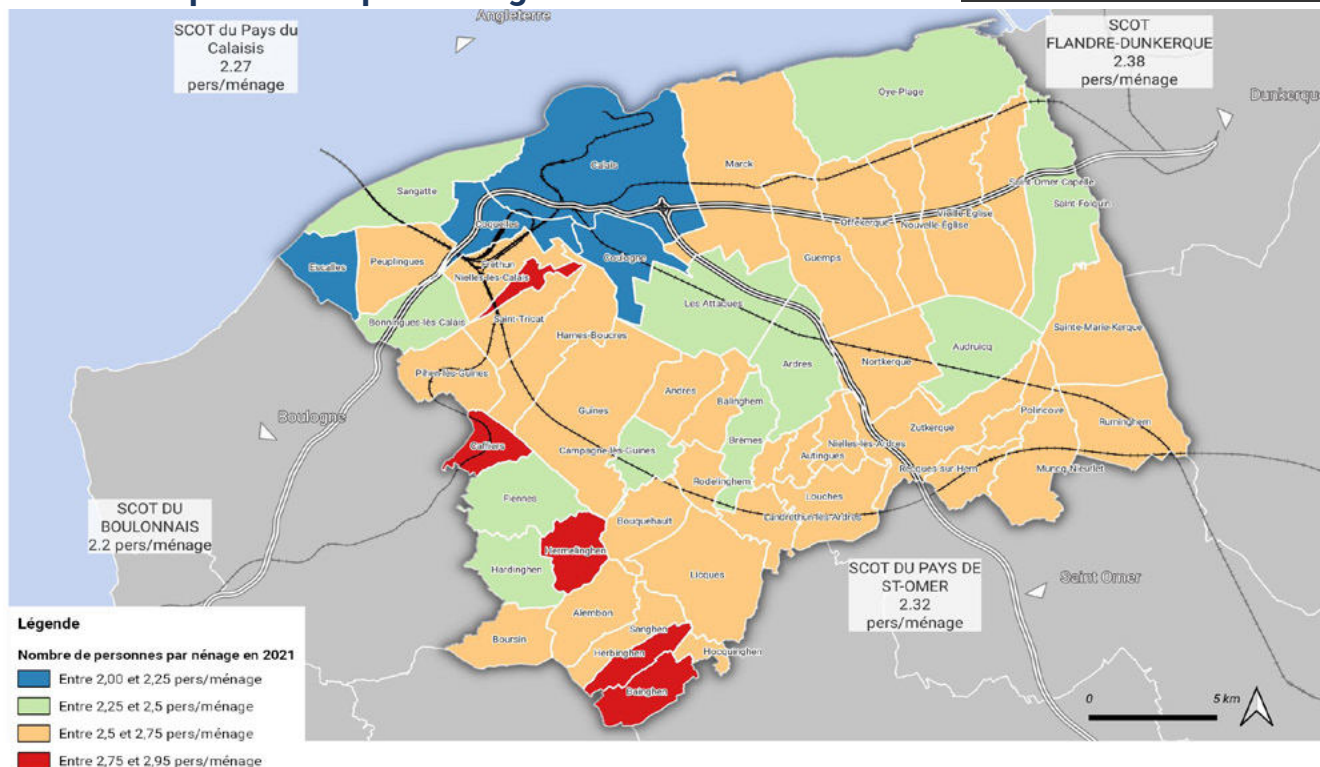 Angleterre
SCOT du Pays du
Calaisis
2.27
pers/ménage
SCOT
FLANDRE-DUNKERQUE
2.38
pers/ménage
Dunkerque
Oye-Plage
Calais
Marck
Sangatte
Saint-Omer-Capelle
Saint Folquin
Vieille-Église
Offekerque
Nouvelle-Église
Coquelles
Coulogne
Escalles
Peuplingues
Fréthun
Nielles-lès-Calais
Guemps
Les Attaques
Bonningues-lès-Calais
Saint-Tricat
Hames-Boucres
Sainte-Marie-Kerque
Audruicq
Nortkerque
Ardres
Pihen-lès-Guînes
Andres
Balinghem
Guînes
Polincove
Ruminghem
Zutkerque
Boulogne
Caffiers
Campagne-lès-Guines
Brêmes
Nielles-lès-Ardres
Autingues
Recques-sur-Hem
Muncq-Nieurlet
Rodelinghem
Louches
Fiennes
Landrethun-lès-Ardres
Bouquehault
SCOT DU
BOULONNAIS
2.2 pers/ménage
Hermelinghen
Hardinghen
Licques
SCOT DU PAYS DE
ST-OMER
2.32
pers/ménage
Saint Omer
Alembon
Sanghen
Boursin
Herbinghen
Hocquinghen
Bainghen
Légende
Nombre de personnes par nénage en 2021
Entre 2,00 et 2,25 pers/ménage
Entre 2,25 et 2,5 pers/ménage
Entre 2,5 et 2,75 pers/ménage
Entre 2,75 et 2,95 pers/ménage
0 5 km